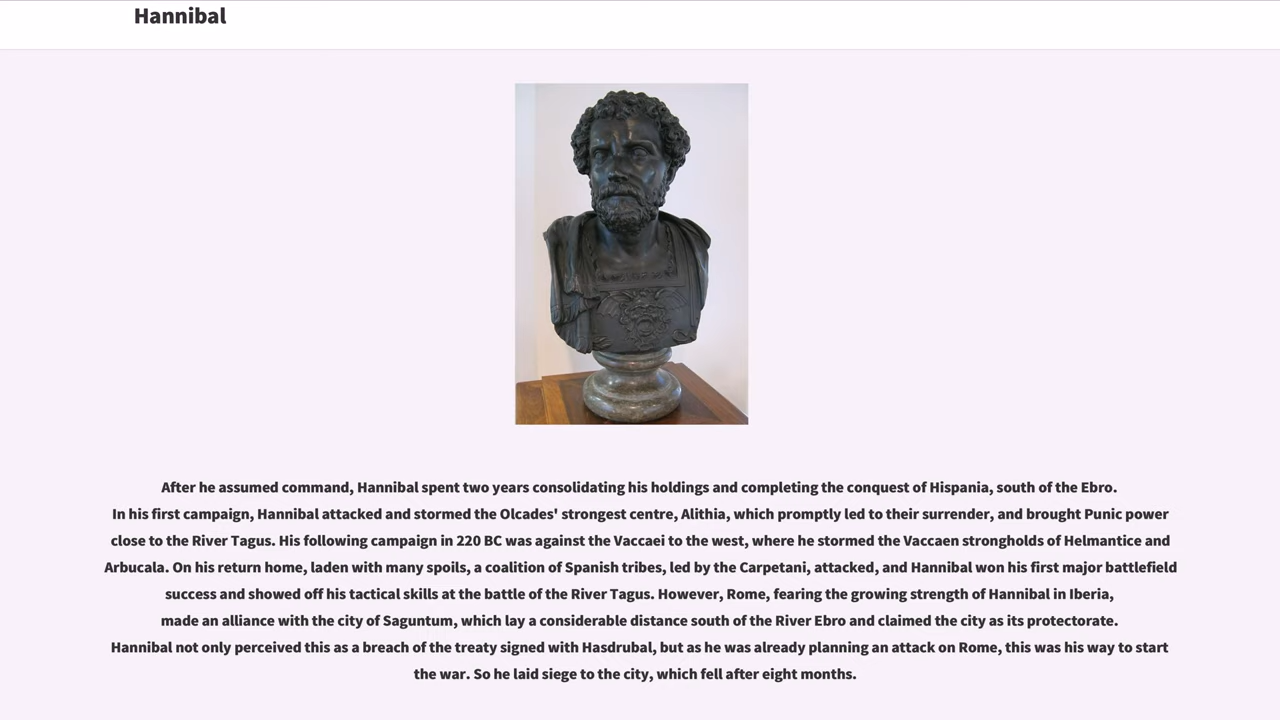 Hannibal
After he assumed command, Hannibal spent two years consolidating his holdings and completing the conquest of Hispania, south of the Ebro.
In his first campaign, Hannibal attacked and stormed the Olcades' strongest centre, Alithia, which promptly led to their surrender, and brought Punic power
close to the River Tagus. His following campaign in 220 BC was against the Vaccaei to the west, where he stormed the Vaccaen strongholds of Helmantice and
Arbucala. On his return home, laden with many spoils, a coalition of Spanish tribes, led by the Carpetani, attacked, and Hannibal won his first major battlefield
success and showed off his tactical skills at the battle of the River Tagus. However, Rome, fearing the growing strength of Hannibal in Iberia,
made an alliance with the city of Saguntum, which lay a considerable distance south of the River Ebro and claimed the city as its protectorate.
Hannibal not only perceived this as a breach of the treaty signed with Hasdrubal, but as he was already planning an attack on Rome, this was his way to start
the war. So he laid siege to the city, which fell after eight months.